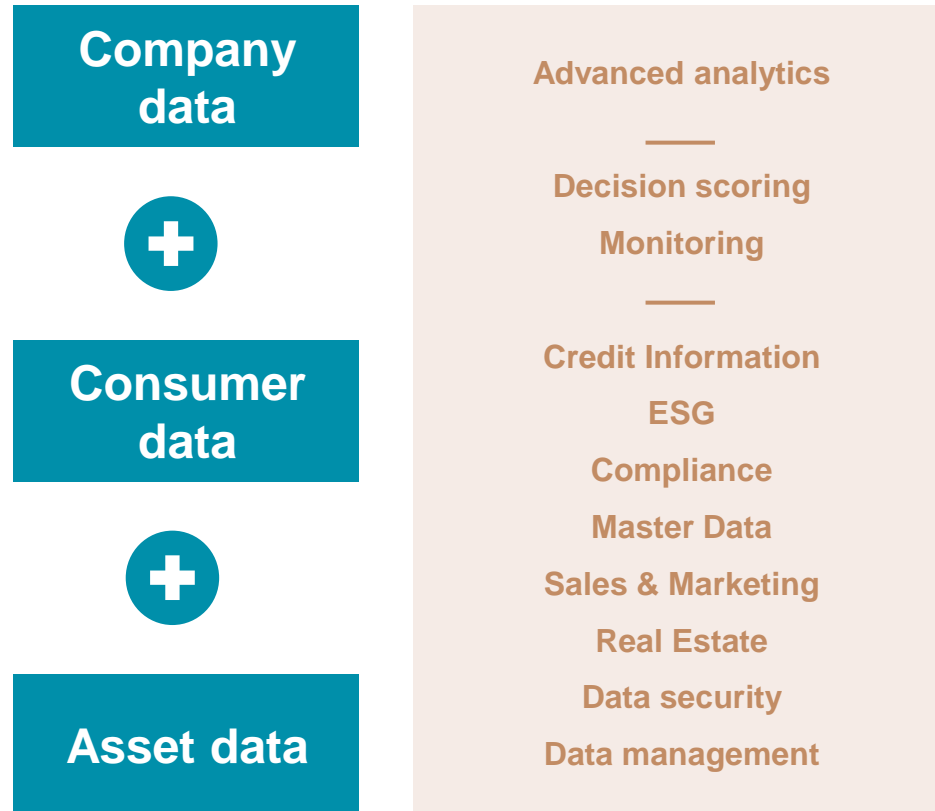 Company
data
Consumer
data
Asset data
Advanced analytics
Decision scoring
Monitoring
Credit Information
ESG
Compliance
Master Data
Sales & Marketing
Real Estate
Data security
Data management